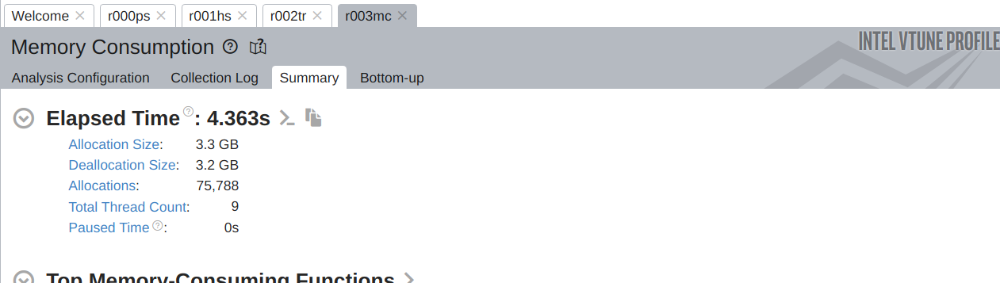 Welcome r000ps r001hs r002tr r003mc
Memory Consumption
INTEL VTUNE PROFILE
Analysis Configuration Collection Log Summary Bottom-up
Elapsed Time : 4.363s
Allocation Size: 3.3 GB
Deallocation Size: 3.2 GB
Allocations: 75,788
Total Thread Count: 9
Paused Time : 0s
Top Memory-Consuming Functions